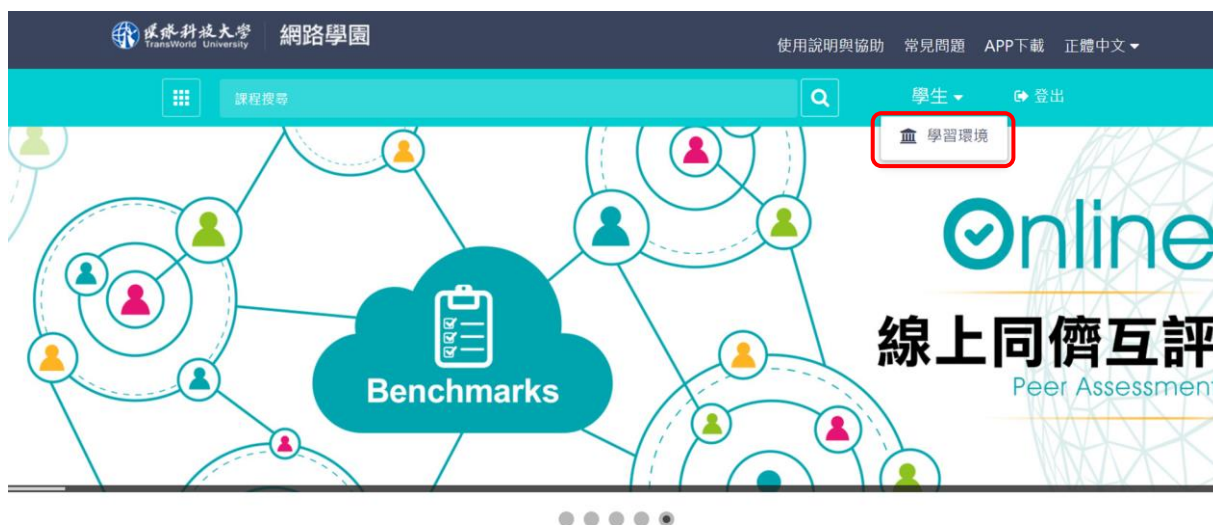 環球科技大學
TransWorld University
網路學園
使用說明與協助 常見問題 APP下載 正體中文
課程搜尋
學生
登出
學習環境
Online
線上同儕互評
Peer Assessment
Benchmarks